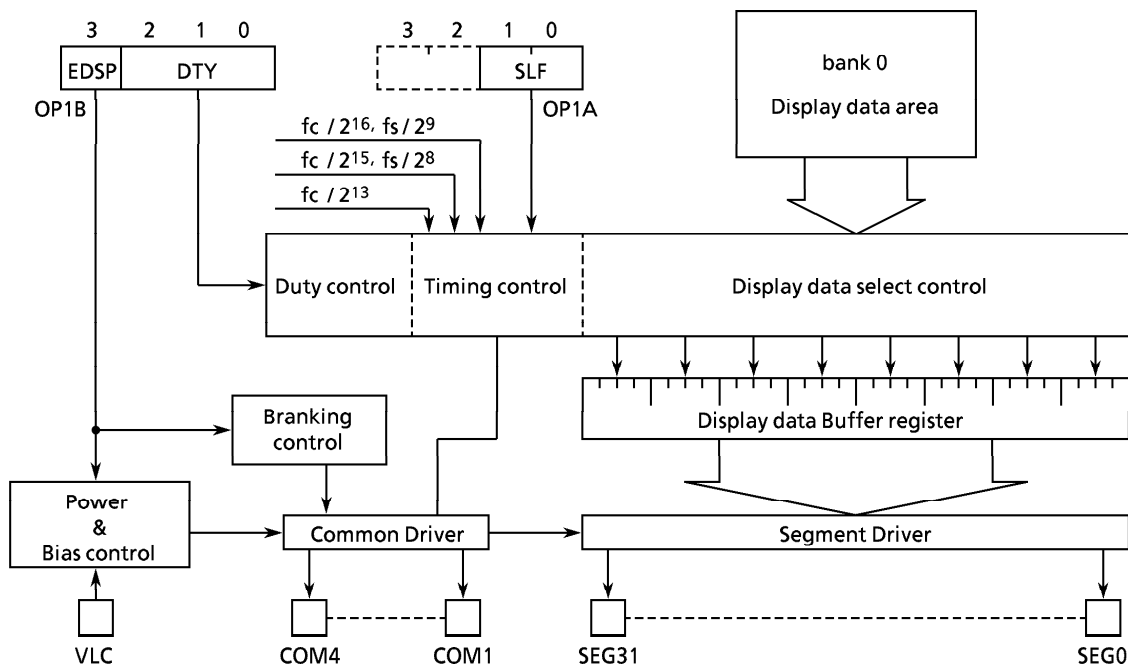 3 2 1 0
3 2 1 0
EDSP DTY
SLF
bank 0
Display data area
OP1B
OP1A
fc / 2¹⁶, fs / 2⁹
fc / 2¹⁵, fs / 2⁸
fc / 2¹³
Duty control
Timing control
Display data select control
Branking
control
Display data Buffer register
Power
&
Bias control
Common Driver
Segment Driver
VLC
COM4
COM1
SEG31
SEG0